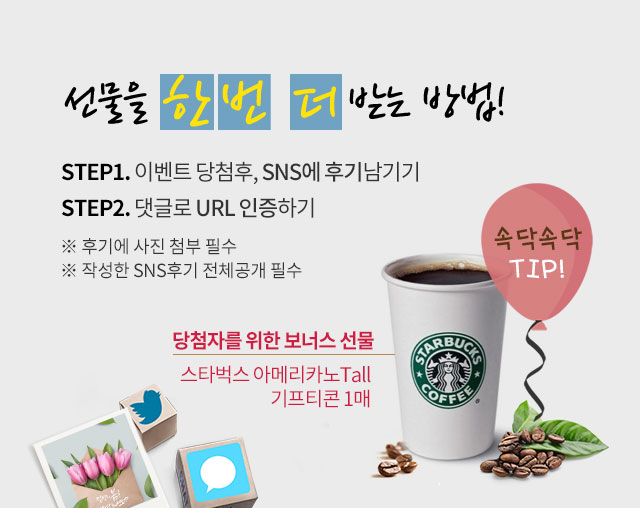 선물을 한번 더 받는 방법!
STEP1. 이벤트 당첨후, SNS에 후기남기기
STEP2. 댓글로 URL 인증하기
※ 후기에 사진 첨부 필수
※ 작성한 SNS후기 전체공개 필수
속닥속닥
TIP!
당첨자를 위한 보너스 선물
스타벅스 아메리카노Tall
기프티콘 1매
STARBUCKS
COFFEE